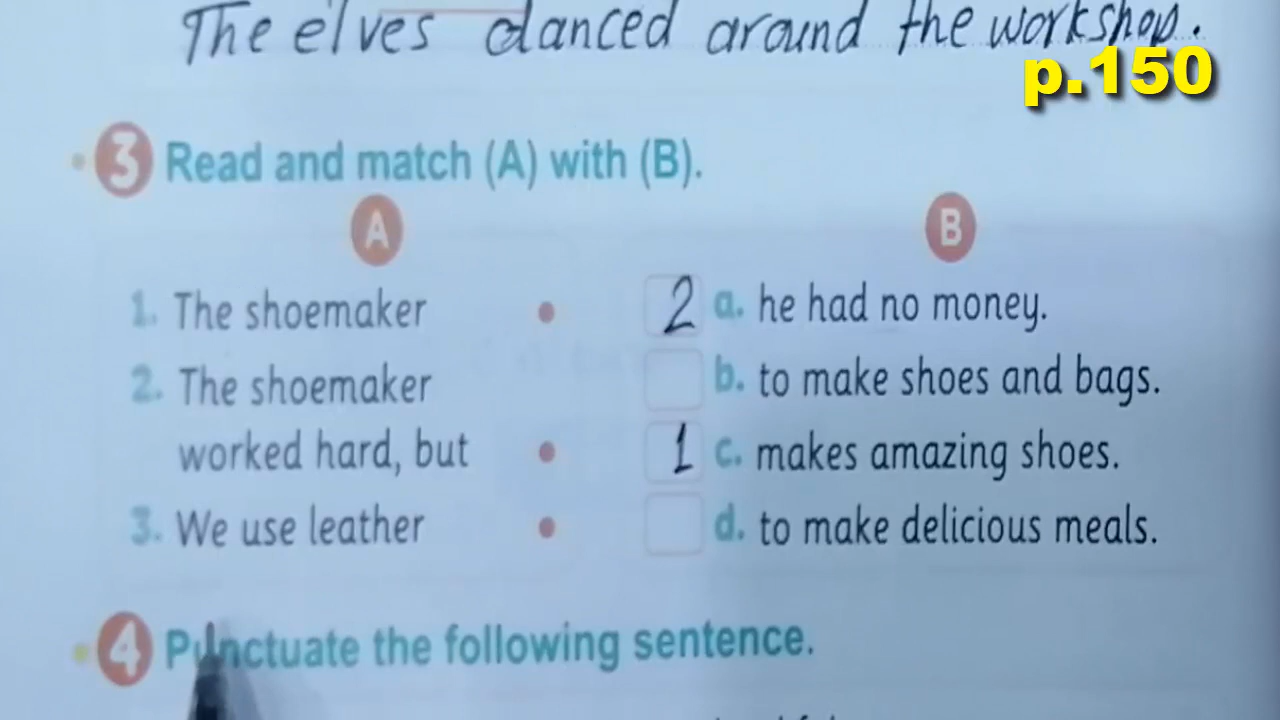 The elves danced around the workshop.
p.150
3 Read and match (A) with (B).
A B
1. The shoemaker 2 a. he had no money.
2. The shoemaker b. to make shoes and bags.
worked hard, but 1 c. makes amazing shoes.
3. We use leather d. to make delicious meals.
4 Punctuate the following sentence.